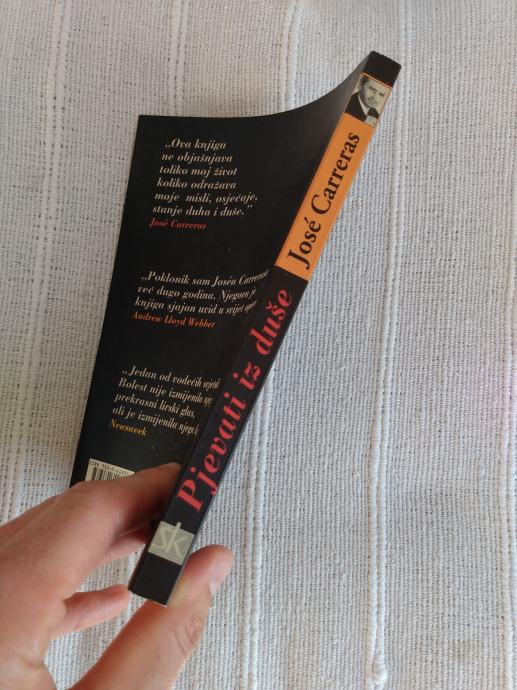 „Ova knjiga
ne objašnjava
toliko moj život
koliko odražava
moje misli, osjećaje,
stanje duha i duše."
José Carreras
„Poklonik sam Joséa Carrerasa
već dugo godina. Njegova je
knjiga sjajan uvid u svijet opere
Andrew Lloyd Webber
„Jedan od vodećih
Bolest nije izmijenila
prekrasni lirski glas,
ali je izmijenila njega
Newsweek
José Carreras
Pjevati iz duše
sk